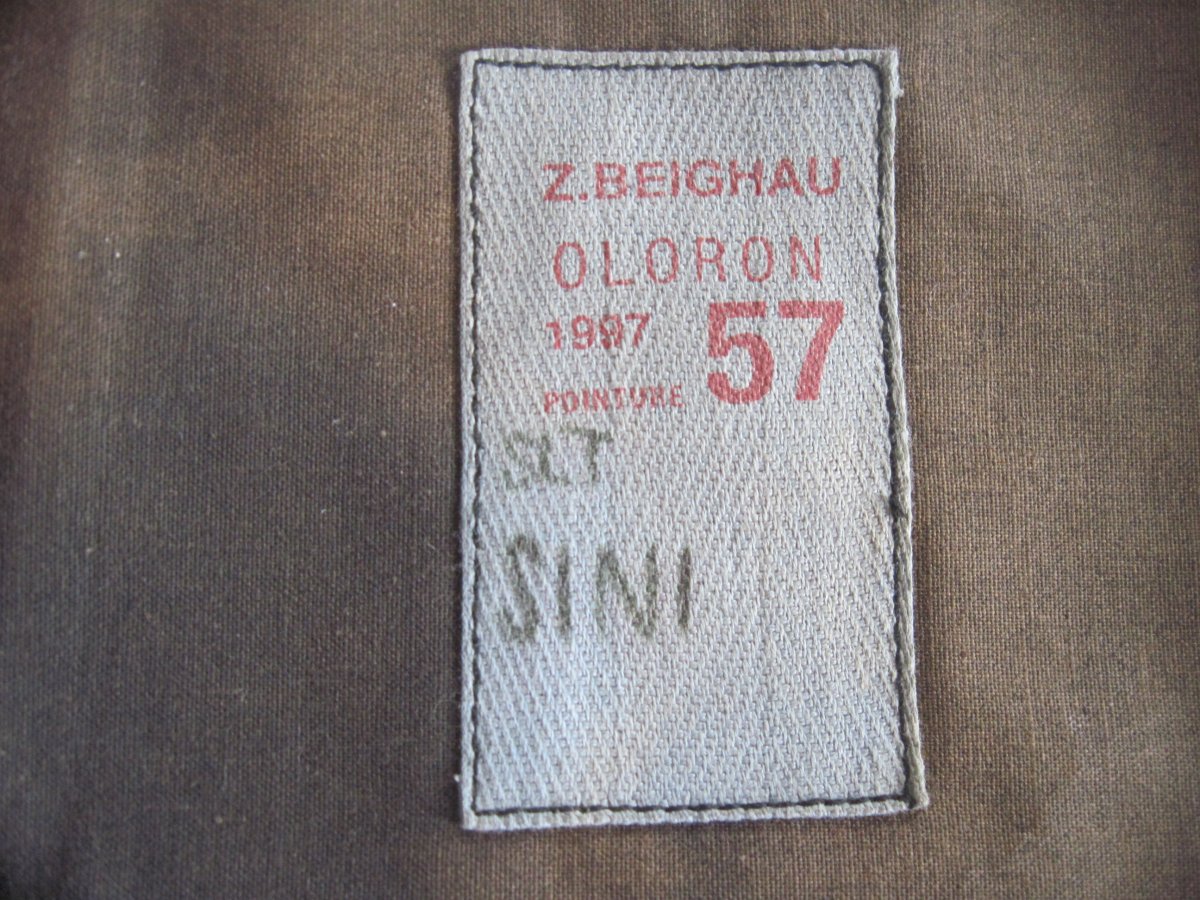 Z.BEIGHAU
OLORON
1997 57
POINTURE
SLT
SINI